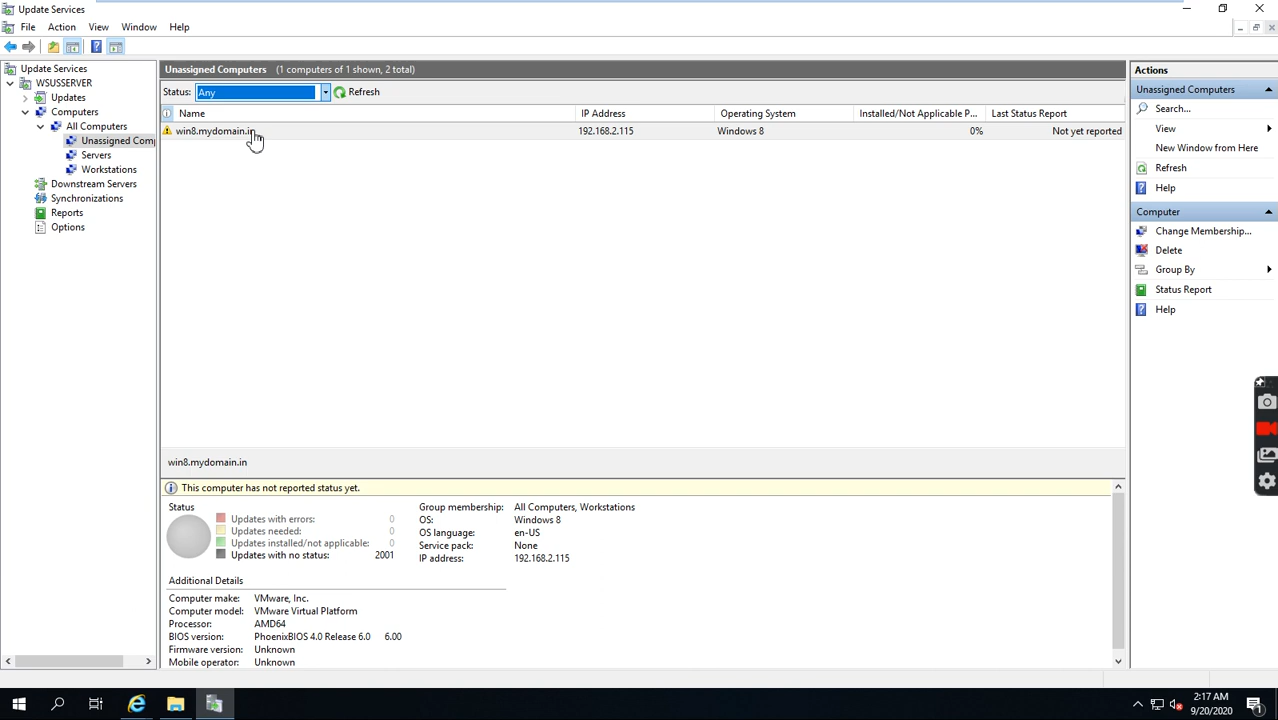 Update Services
File Action View Window Help
Update Services
WSUSSERVER
Updates
Computers
All Computers
Unassigned Comp
Servers
Workstations
Downstream Servers
Synchronizations
Reports
Options
Unassigned Computers (1 computers of 1 shown, 2 total)
Status: Any Refresh
Name IP Address Operating System Installed/Not Applicable P... Last Status Report
win8.mydomain.in 192.168.2.115 Windows 8 0% Not yet reported
win8.mydomain.in
This computer has not reported status yet.
Status
Updates with errors: 0
Updates needed: 0
Updates installed/not applicable: 0
Updates with no status: 2001
Group membership: All Computers, Workstations
OS: Windows 8
OS language: en-US
Service pack: None
IP address: 192.168.2.115
Additional Details
Computer make: VMware, Inc.
Computer model: VMware Virtual Platform
Processor: AMD64
BIOS version: PhoenixBIOS 4.0 Release 6.0 6.00
Firmware version: Unknown
Mobile operator: Unknown
Actions
Unassigned Computers
Search...
View
New Window from Here
Refresh
Help
Computer
Change Membership...
Delete
Group By
Status Report
Help
2:17 AM
9/20/2020
1